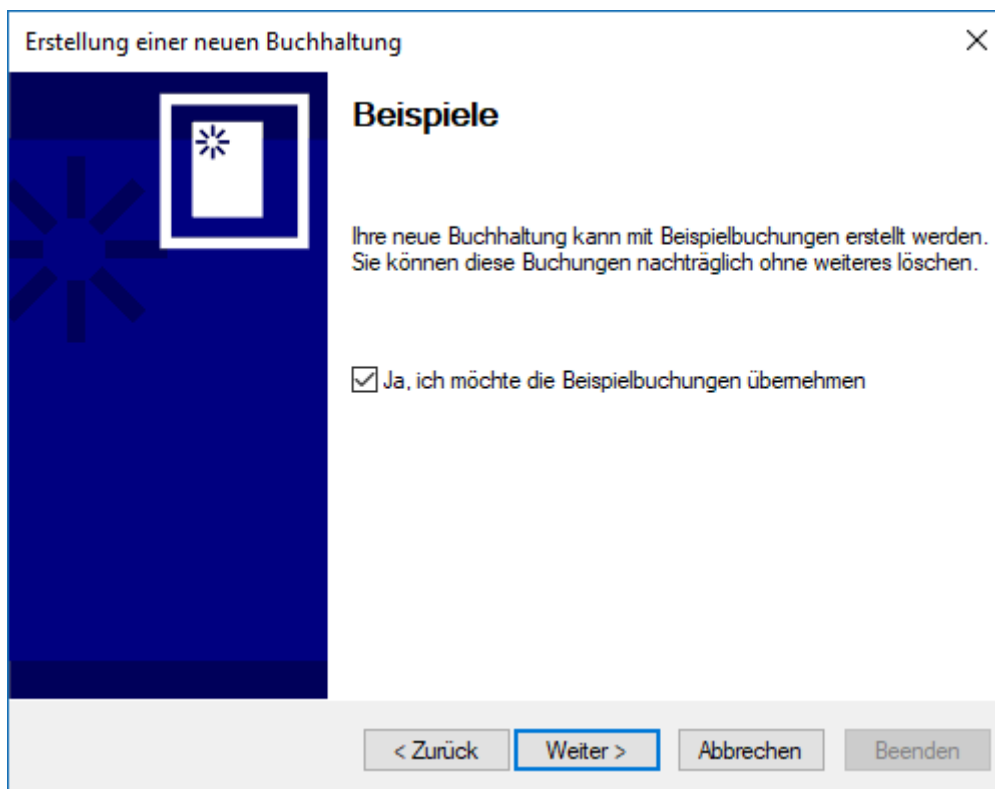 Erstellung einer neuen Buchhaltung
Beispiele
Ihre neue Buchhaltung kann mit Beispielbuchungen erstellt werden.
Sie können diese Buchungen nachträglich ohne weiteres löschen.
Ja, ich möchte die Beispielbuchungen übernehmen
< Zurück Weiter > Abbrechen Beenden